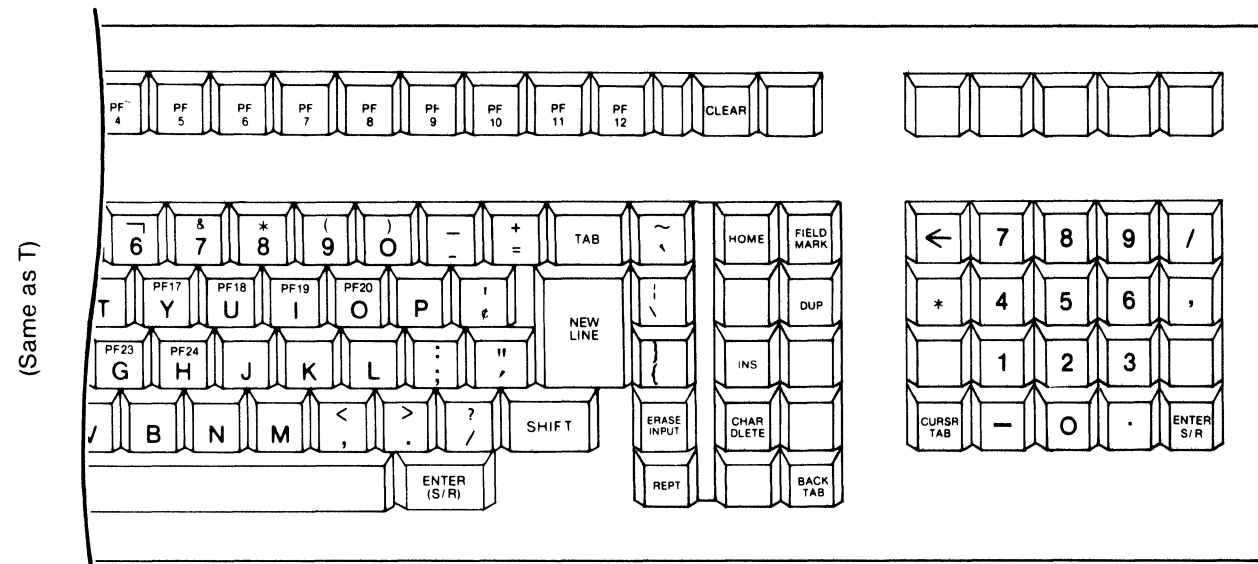 (Same as T)
PF 4 PF 5 PF 6 PF 7 PF 8 PF 9 PF 10 PF 11 PF 12 CLEAR
¬ 6 & 7 * 8 ( 9 ) 0 — - + = TAB ~ ` HOME FIELD MARK ← 7 8 9 /
T PF17 Y PF18 U PF19 I PF20 O P ! ¢ NEW LINE ¦ \ DUP * 4 5 6 ,
PF23 G PF24 H J K L : ; " ' } { INS 1 2 3
V B N M < , > . ? / SHIFT ERASE INPUT CHAR DLETE CURSR TAB — 0 . ENTER S/R
ENTER (S/R) REPT BACK TAB